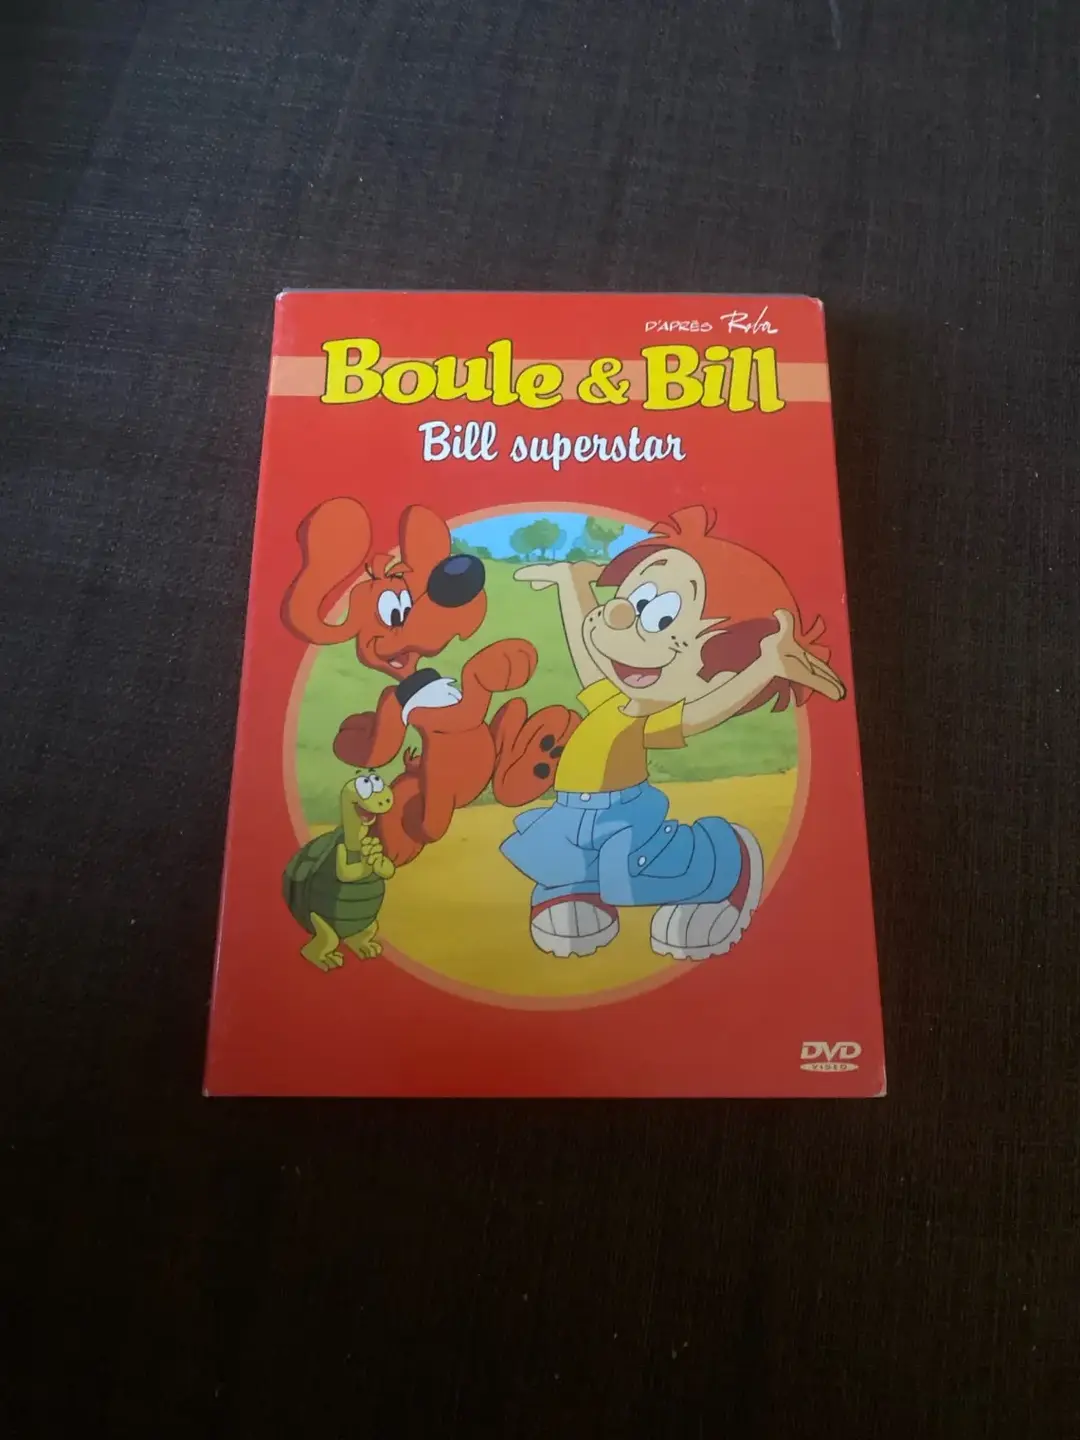 D'APRÈS Roba
Boule & Bill
Bill superstar
DVD
VIDEO